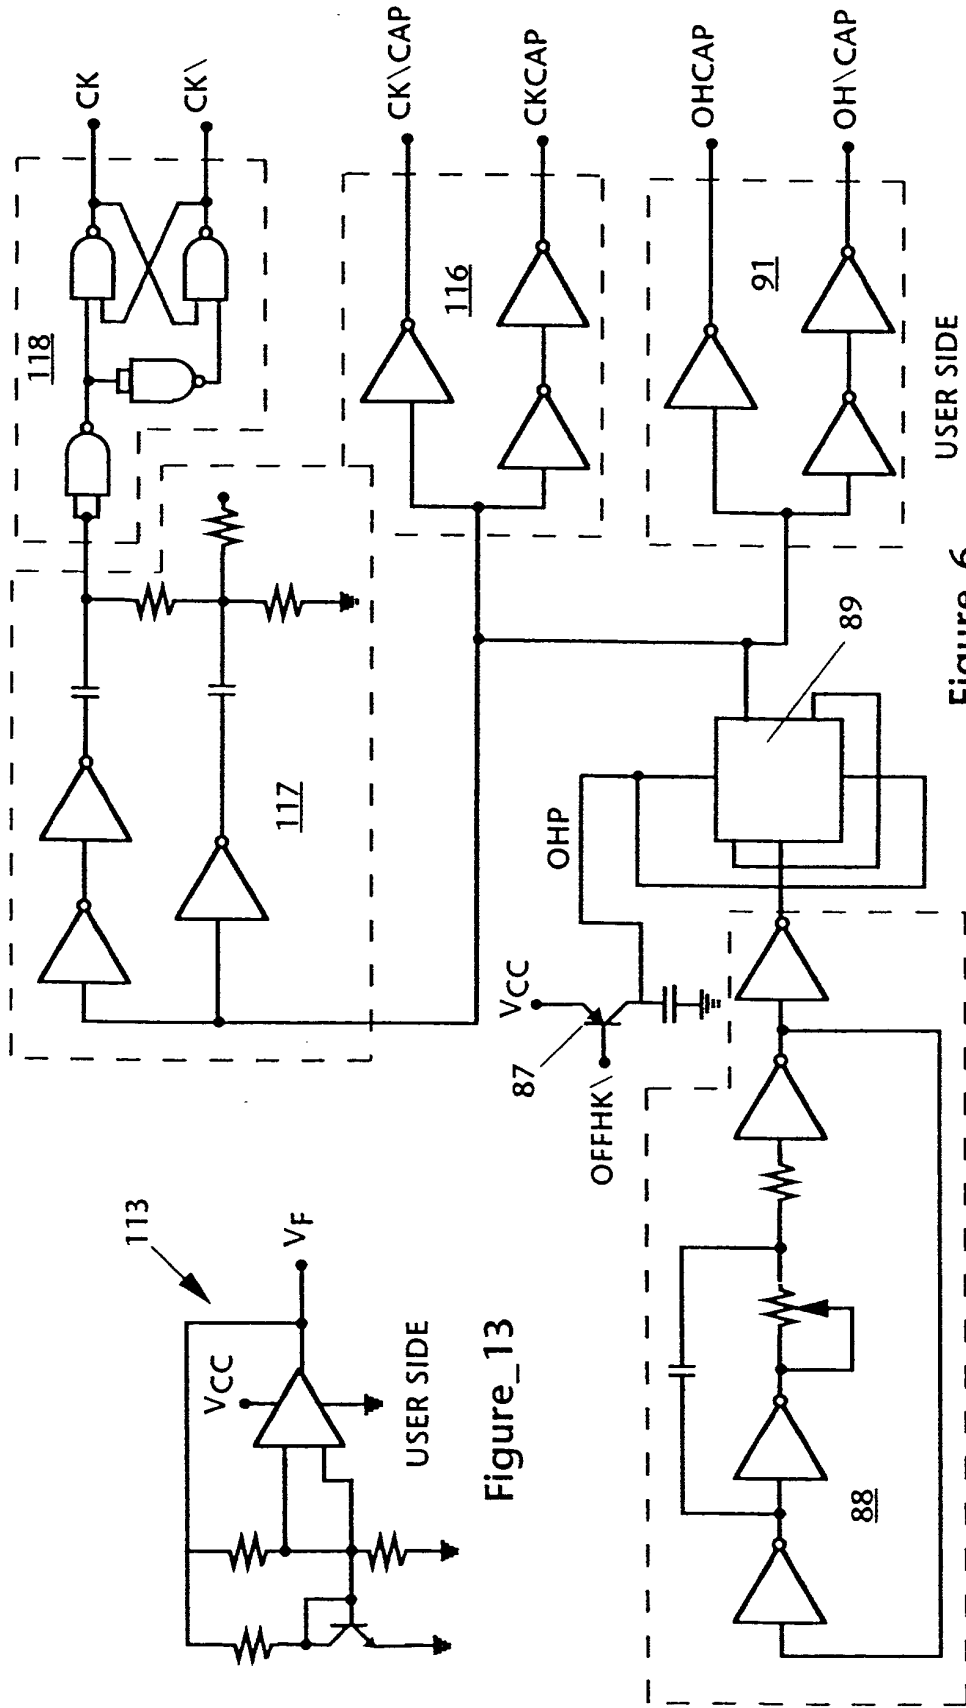 CK
CK\
118
117
CK\CAP
CKCAP
116
OHCAP
OH\CAP
91
USER SIDE
89
OHP
VCC
87
OFFHK\
88
113
VCC
VF
USER SIDE
Figure_13